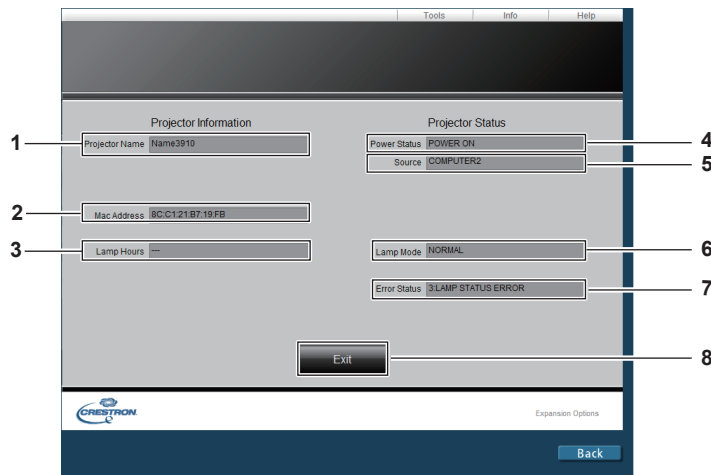 Tools Info Help
Projector Information Projector Status
1 Projector Name Name3910 Power Status POWER ON 4
Source COMPUTER2 5
2 Mac Address 8C:C1:21:B7:19:FB
3 Lamp Hours — Lamp Mode NORMAL 6
Error Status 3:LAMP STATUS ERROR 7
Exit 8
CRESTRON. Expansion Options
Back